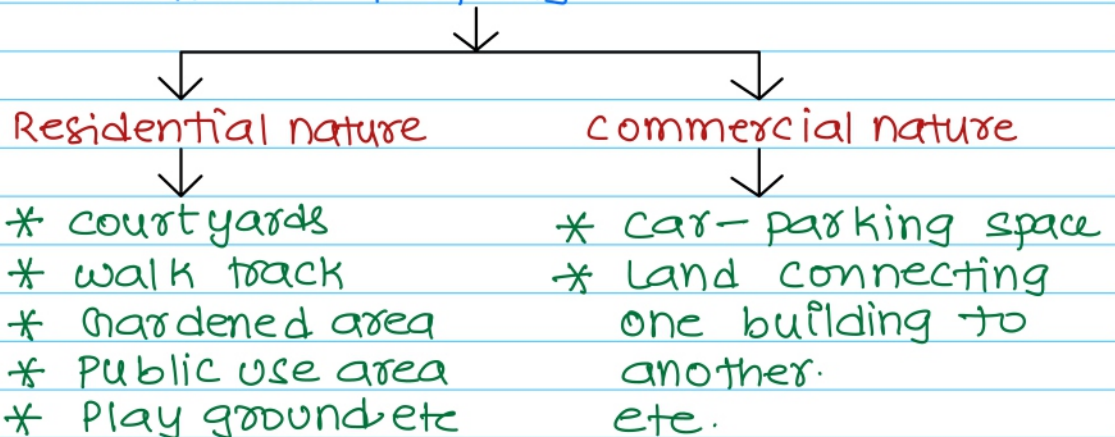 Residential nature
commercial nature
* courtyards
* walk track
* Gardened area
* Public use area
* Play ground etc
* car-parking space
* Land connecting
one building to
another.
ete.